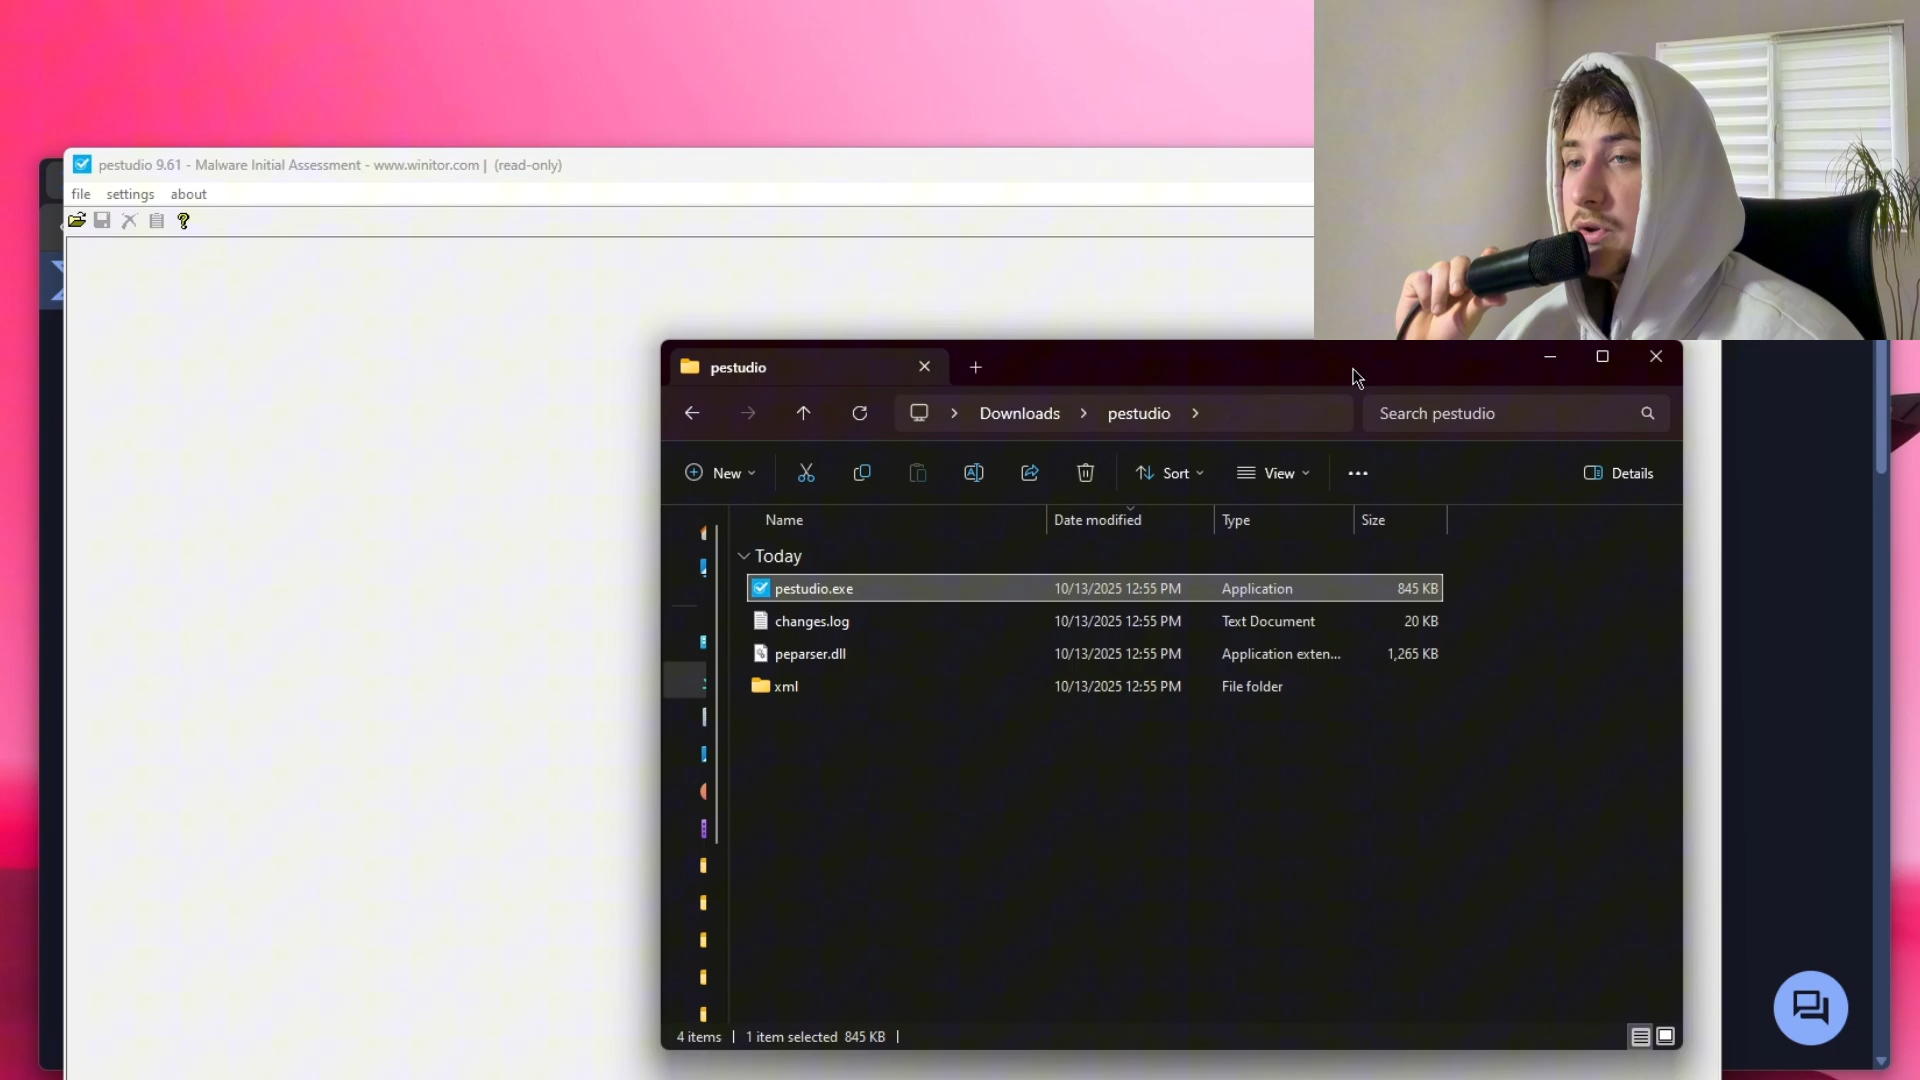 pestudio 9.61 - Malware Initial Assessment - www.winitor.com | (read-only)
file settings about
pestudio
Downloads pestudio
Search pestudio
New
Sort
View
Details
Name Date modified Type Size
Today
pestudio.exe 10/13/2025 12:55 PM Application 845 KB
changes.log 10/13/2025 12:55 PM Text Document 20 KB
peparser.dll 10/13/2025 12:55 PM Application exten... 1,265 KB
xml 10/13/2025 12:55 PM File folder
4 items | 1 item selected 845 KB |